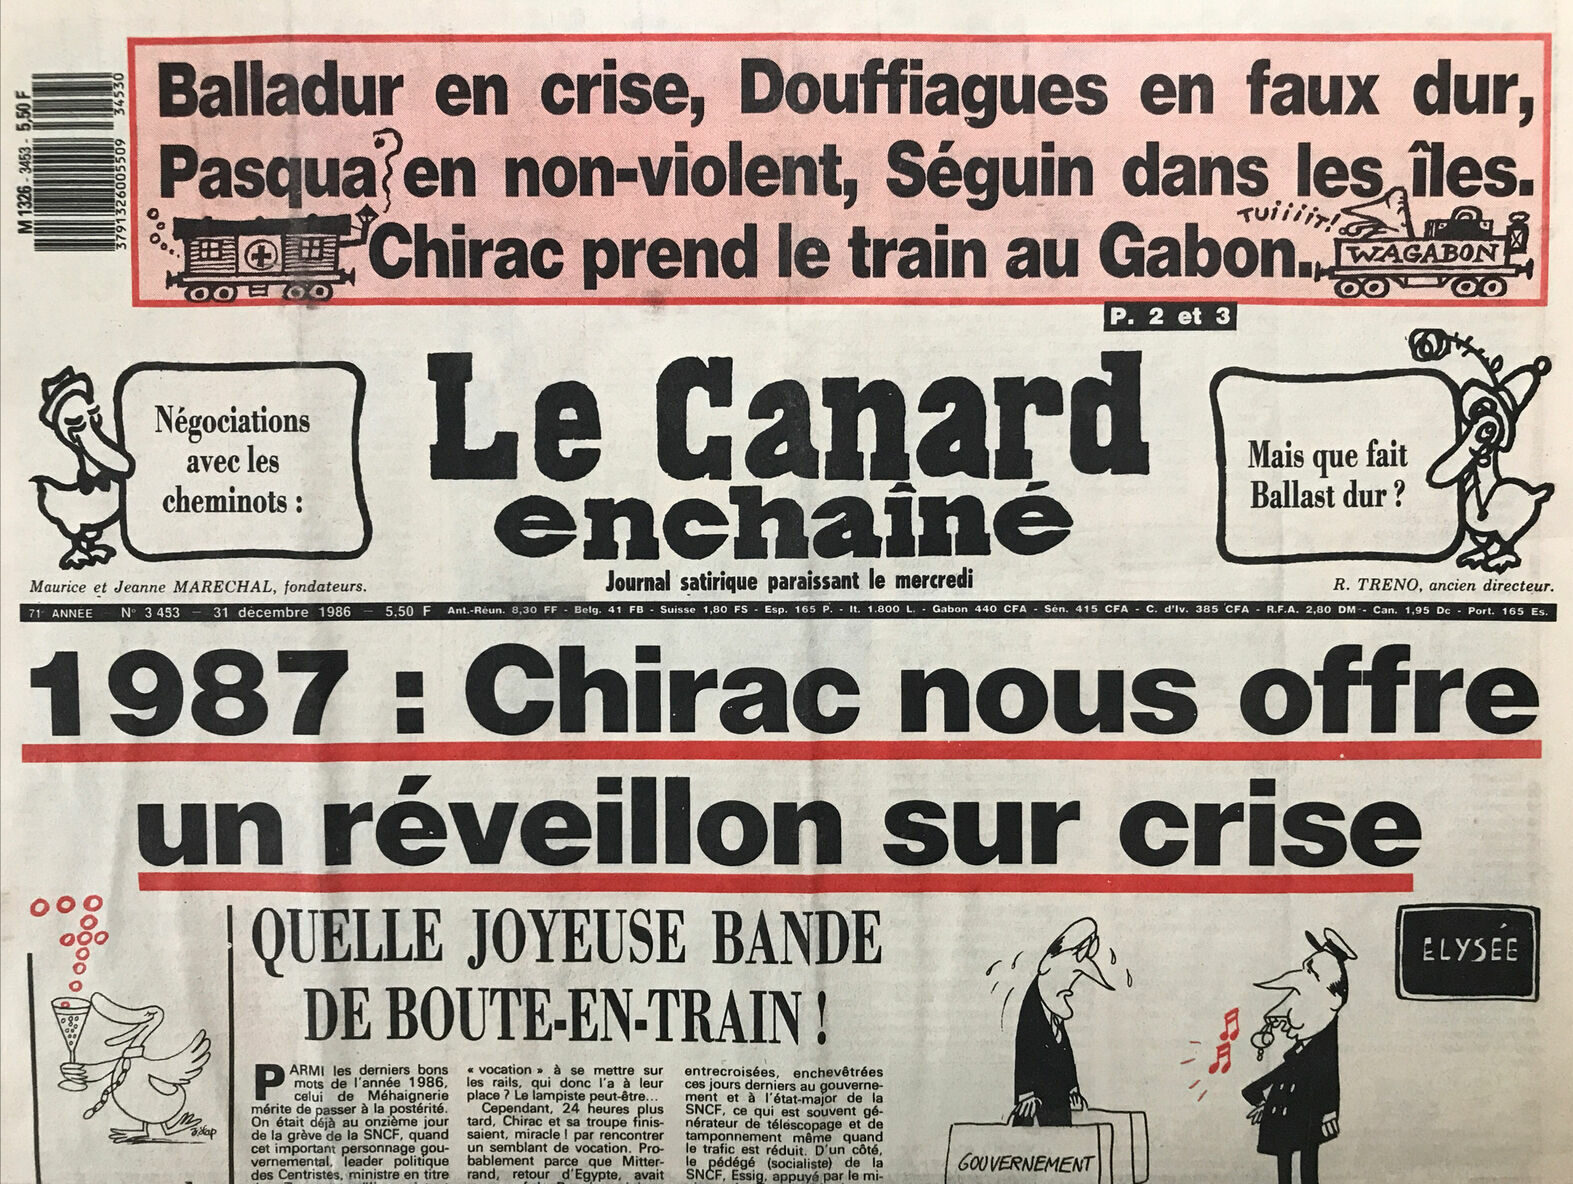 M 1326 - 3453 - 5,50 F
3791326005509 34530
Balladur en crise, Douffiagues en faux dur,
Pasqua en non-violent, Séguin dans les îles.
Chirac prend le train au Gabon.
TUiiiiiT!
WAGABON
P. 2 et 3
Négociations
avec les
cheminots :
Le Canard
enchaîné
Journal satirique paraissant le mercredi
Mais que fait
Ballast dur ?
Maurice et Jeanne MARECHAL, fondateurs.
R. TRENO, ancien directeur.
71e ANNEE - N° 3 453 - 31 décembre 1986 - 5,50 F Ant.-Réun. 8,30 FF - Belg. 41 FB - Suisse 1,80 FS - Esp. 165 P. - It. 1.800 L. - Gabon 440 CFA - Sén. 415 CFA - C. d'Iv. 385 CFA - R.F.A. 2,80 DM - Can. 1,95 Dc - Port. 165 Es.
1987 : Chirac nous offre
un réveillon sur crise
QUELLE JOYEUSE BANDE
DE BOUTE-EN-TRAIN !
PARMI les derniers bons
mots de l'année 1986,
celui de Méhaignerie
mérite de passer à la postérité.
On était déjà au onzième jour
de la grève de la SNCF, quand
cet important personnage gou-
vernemental, leader politique
des Centristes, ministre en titre
« vocation » à se mettre sur
les rails, qui donc l'a à leur
place ? Le lampiste peut-être...
Cependant, 24 heures plus
tard, Chirac et sa troupe finis-
saient, miracle ! par rencontrer
un semblant de vocation. Pro-
bablement parce que Mitter-
rand, retour d'Egypte, avait
entrecroisées, enchevêtrées
ces jours derniers au gouverne-
ment et à l'état-major de la
SNCF, ce qui est souvent gé-
nérateur de télescopage et de
tamponnement même quand
le trafic est réduit. D'un côté,
le pédégé (socialiste) de la
SNCF, Essig, appuyé par le mi-
ELYSÉE
GOUVERNEMENT